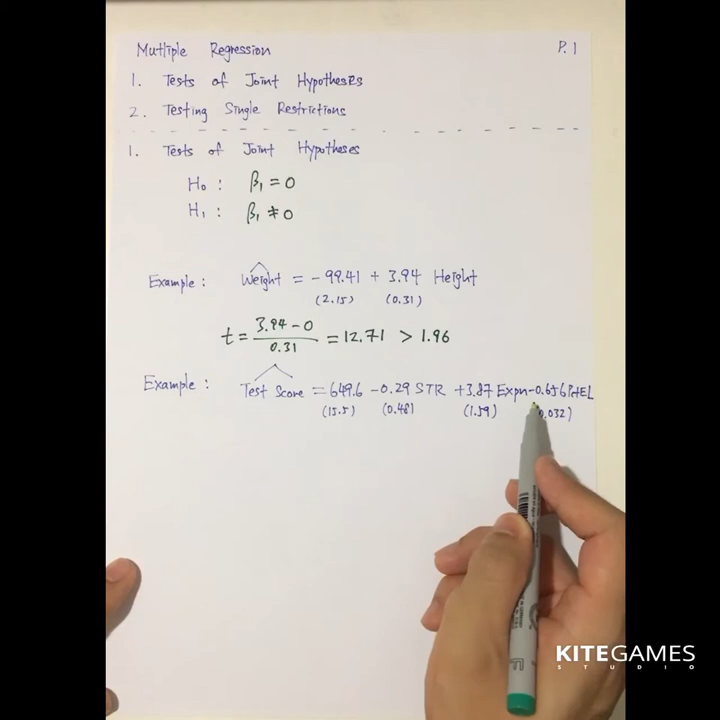 Mutltiple Regression P.1
1. Tests of Joint Hypotheses
2. Testing Single Restrictions
1. Tests of Joint Hypotheses
H₀ : β₁ = 0
H₁ : β₁ ≠ 0
Example : Weight = -99.41 + 3.94 Height
(2.15) (0.31)
t = 3.94 - 0 / 0.31 = 12.71 > 1.96
Example : Test Score = 649.6 - 0.29 STR + 3.87 Expn - 0.656 PctEL
(15.5) (0.48) (1.59) 0.032)
KITEGAMES
STUDIO